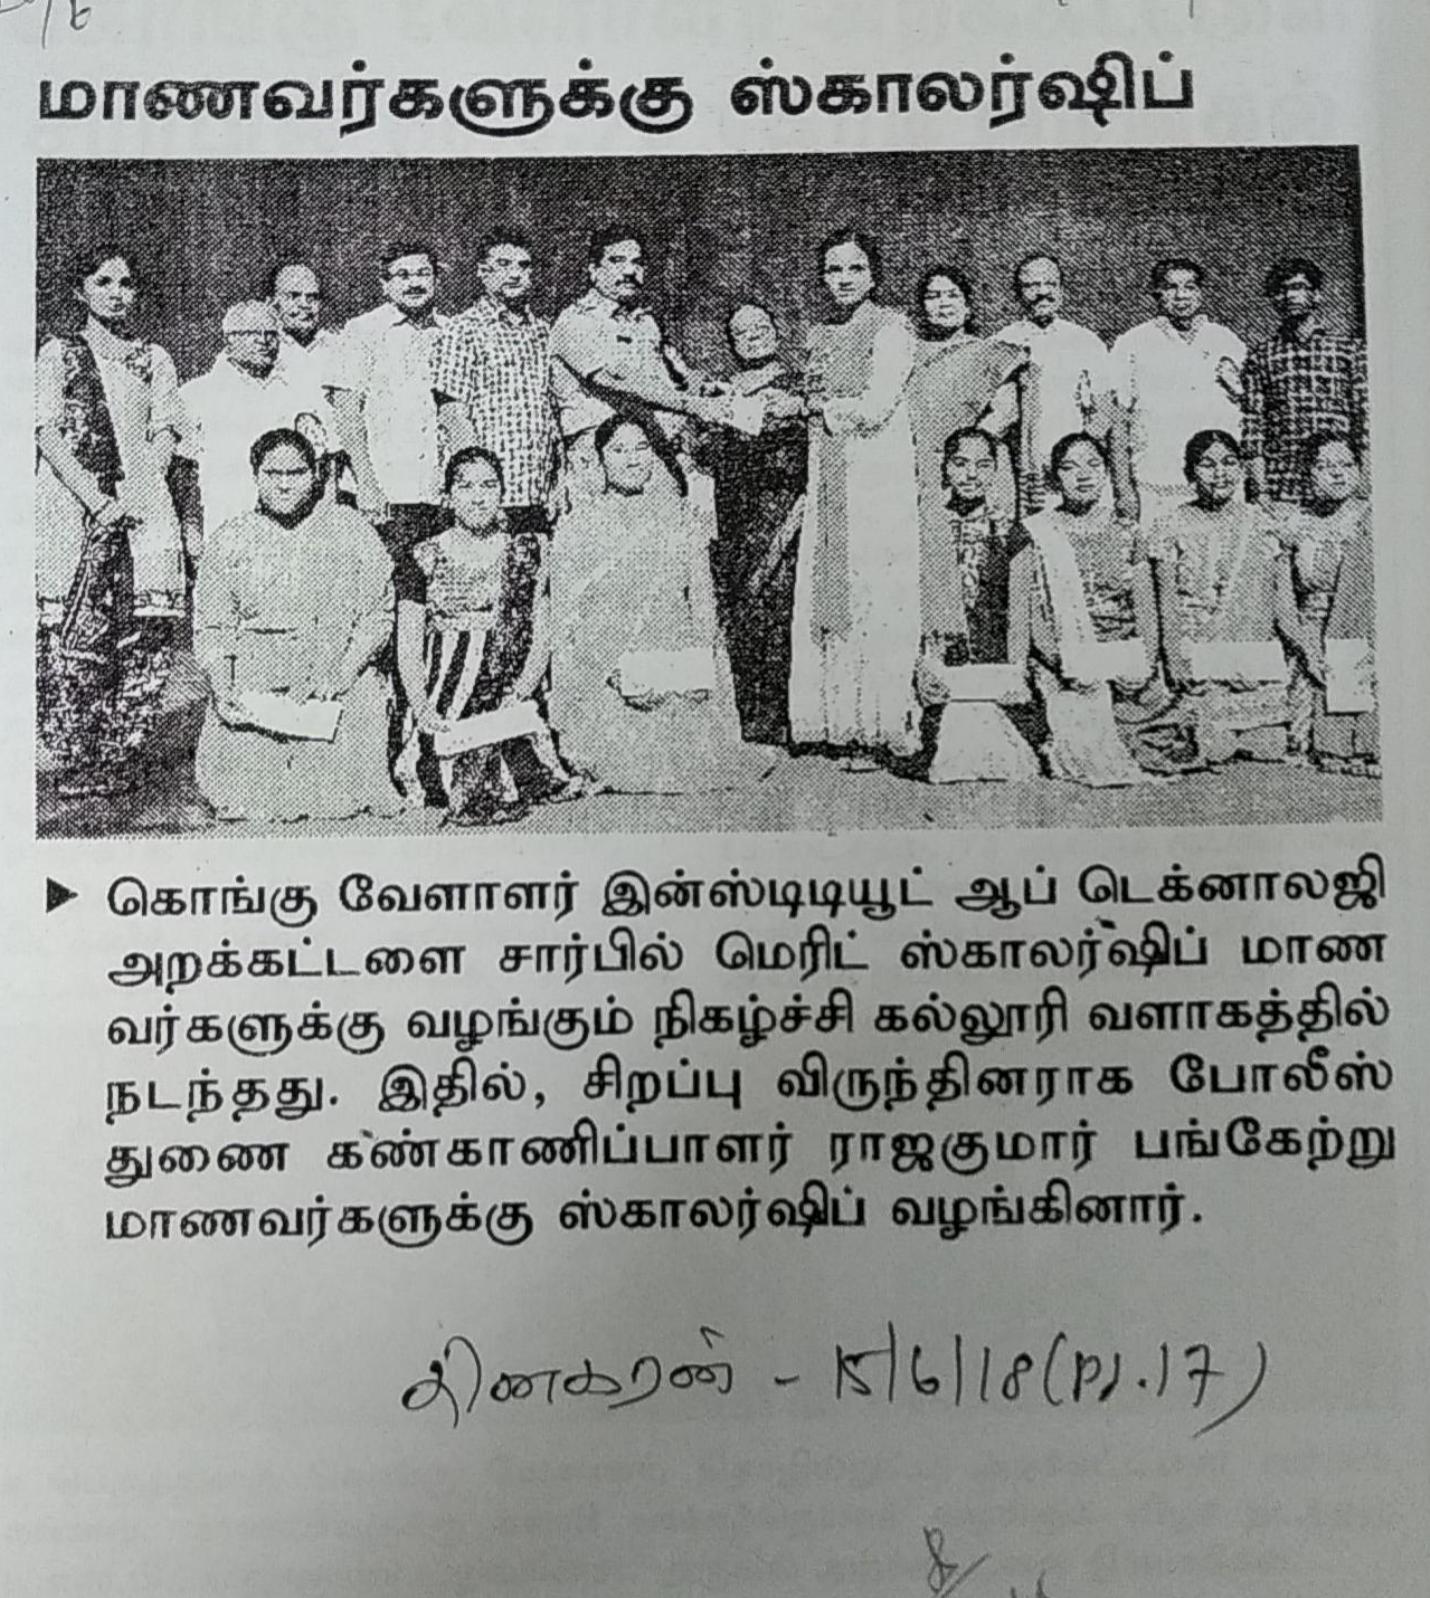 மாணவர்களுக்கு ஸ்காலர்ஷிப்
▶ கொங்கு வேளாளர் இன்ஸ்டிடியூட் ஆப் டெக்னாலஜி
அறக்கட்டளை சார்பில் மெரிட் ஸ்காலர்ஷிப் மாண
வர்களுக்கு வழங்கும் நிகழ்ச்சி கல்லூரி வளாகத்தில்
நடந்தது. இதில், சிறப்பு விருந்தினராக போலீஸ்
துணை கண்காணிப்பாளர் ராஜகுமார் பங்கேற்று
மாணவர்களுக்கு ஸ்காலர்ஷிப் வழங்கினார்.
தினகரன் - 15/6/18 (pg.17)